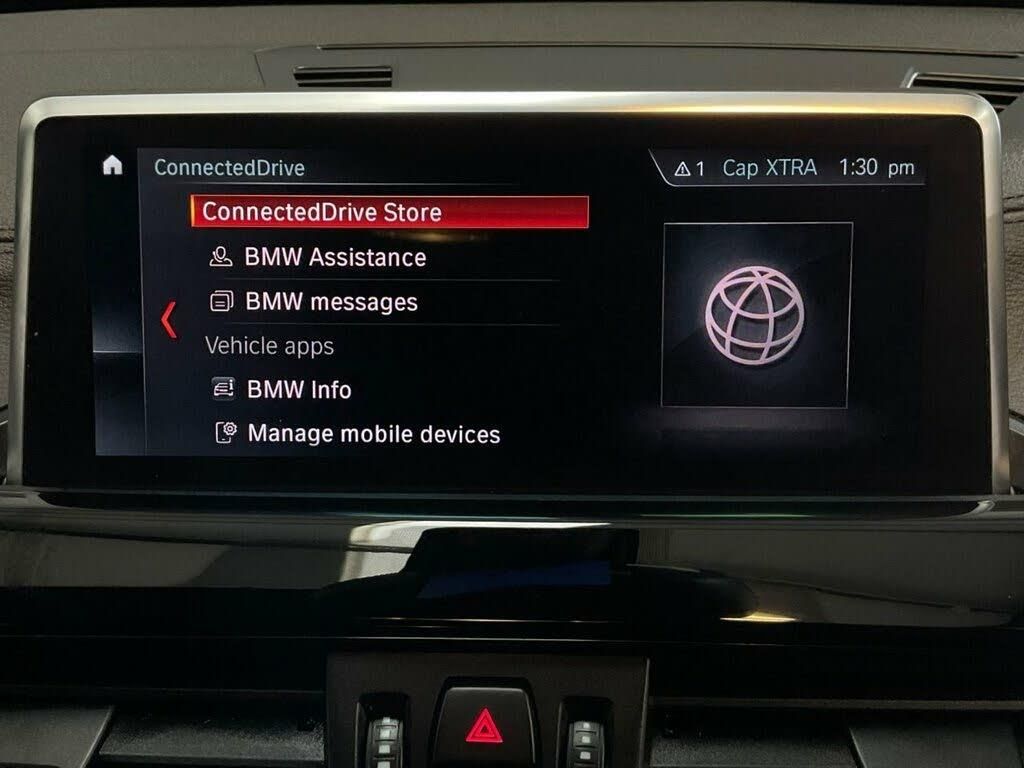 ConnectedDrive
1 Cap XTRA 1:30 pm
ConnectedDrive Store
BMW Assistance
BMW messages
Vehicle apps
BMW Info
Manage mobile devices